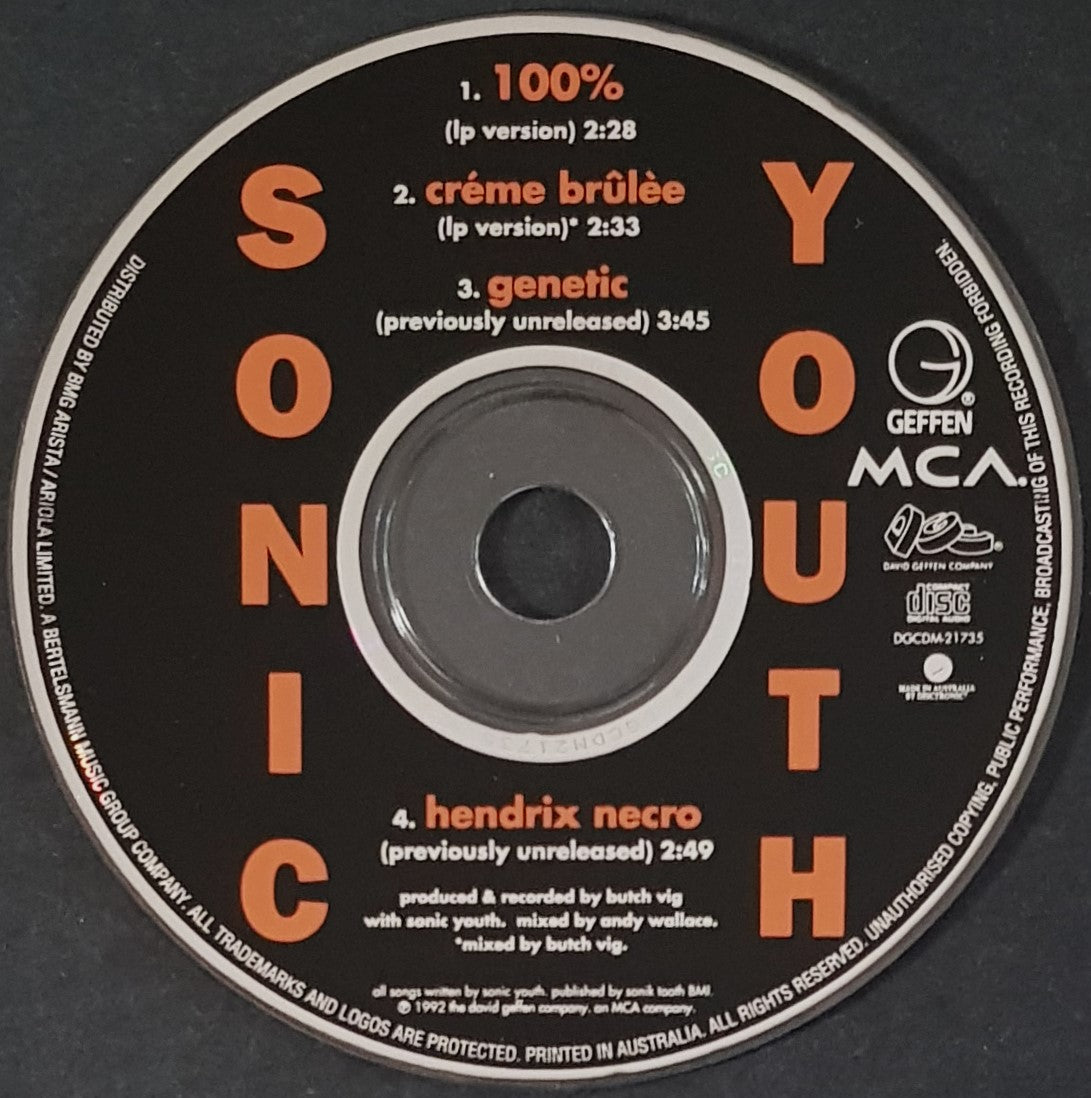 1. 100%
(lp version) 2:28
2. créme brûlèe
(lp version)* 2:33
3. genetic
(previously unreleased) 3:45
SONIC
YOUTH
GEFFEN
MCA.
DAVID GEFFEN COMPANY
COMPACT
disc
DIGITAL AUDIO
DGCDM-21735
MADE IN AUSTRALIA
BY DISCTRONICS
4. hendrix necro
(previously unreleased) 2:49
produced & recorded by butch vig
with sonic youth. mixed by andy wallace.
*mixed by butch vig.
all songs written by sonic youth. published by sonik tooth BMI.
℗ 1992 the david geffen company, an MCA company.
DISTRIBUTED BY BMG ARISTA / ARIOLA LIMITED. A BERTELSMANN MUSIC GROUP COMPANY. ALL TRADEMARKS AND LOGOS ARE PROTECTED. PRINTED IN AUSTRALIA. ALL RIGHTS RESERVED. UNAUTHORISED COPYING, PUBLIC PERFORMANCE, BROADCASTING OF THIS RECORDING FORBIDDEN.